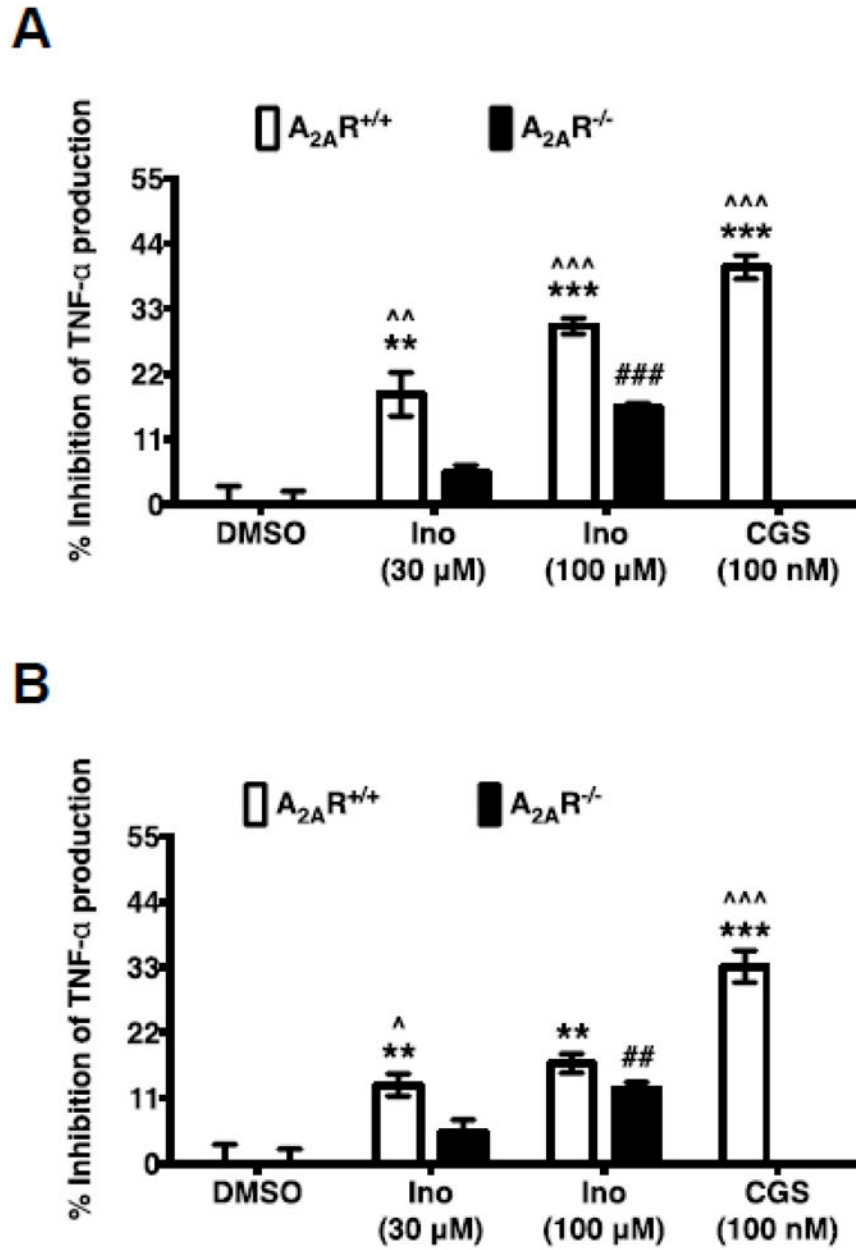 A
% Inhibition of TNF-α production
A2AR+/+ A2AR-/-
55
44
33
22
11
0
^^
**
^^^
***
###
^^^
***
DMSO Ino Ino CGS
(30 µM) (100 µM) (100 nM)
B
% Inhibition of TNF-α production
A2AR+/+ A2AR-/-
55
44
33
22
11
0
^
**
**
##
^^^
***
DMSO Ino Ino CGS
(30 µM) (100 µM) (100 nM)